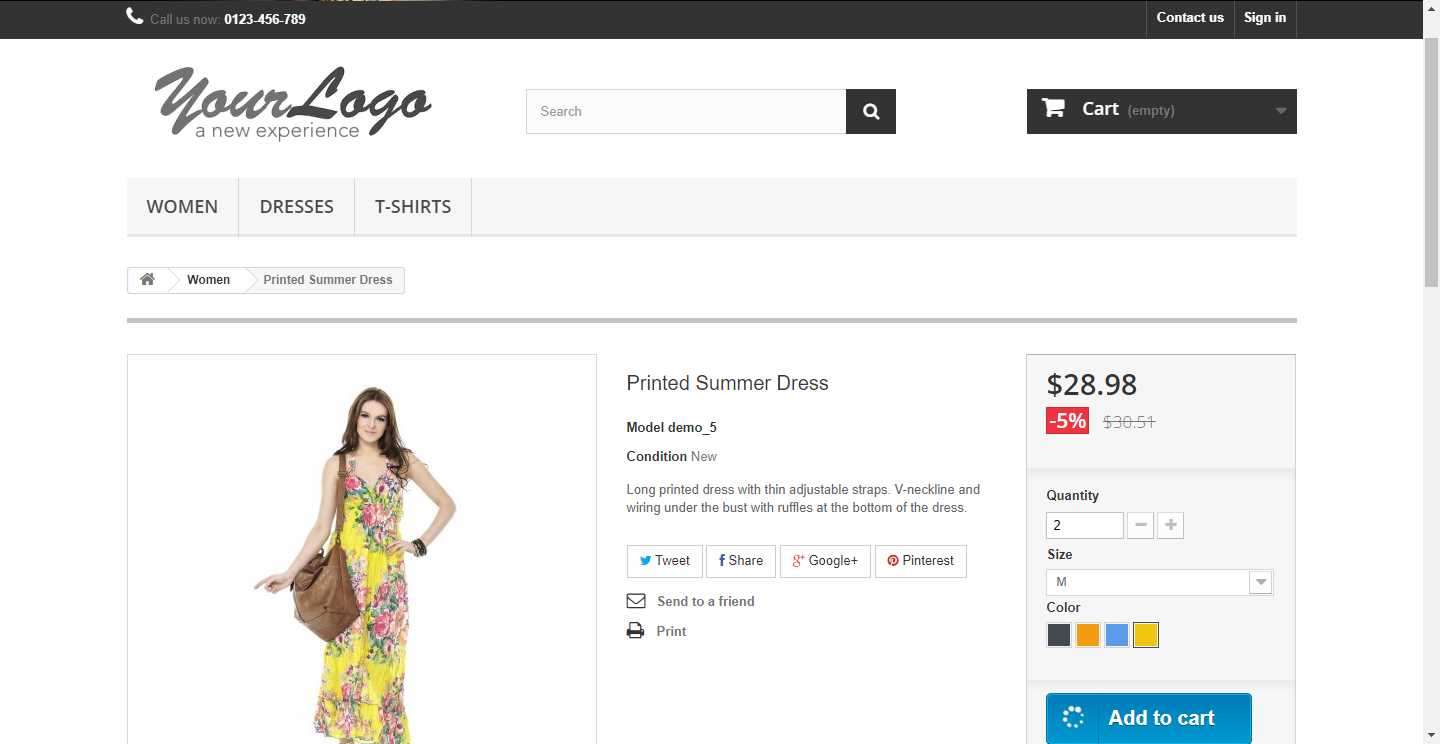 Call us now: 0123-456-789
Contact us
Sign in
YourLogo
a new experience
Search
Cart (empty)
WOMEN
DRESSES
T-SHIRTS
Women
Printed Summer Dress
Printed Summer Dress
Model demo_5
Condition New
Long printed dress with thin adjustable straps. V-neckline and
wiring under the bust with ruffles at the bottom of the dress.
Tweet
Share
Google+
Pinterest
Send to a friend
Print
$28.98
-5% $30.51
Quantity
2
Size
M
Color
Add to cart